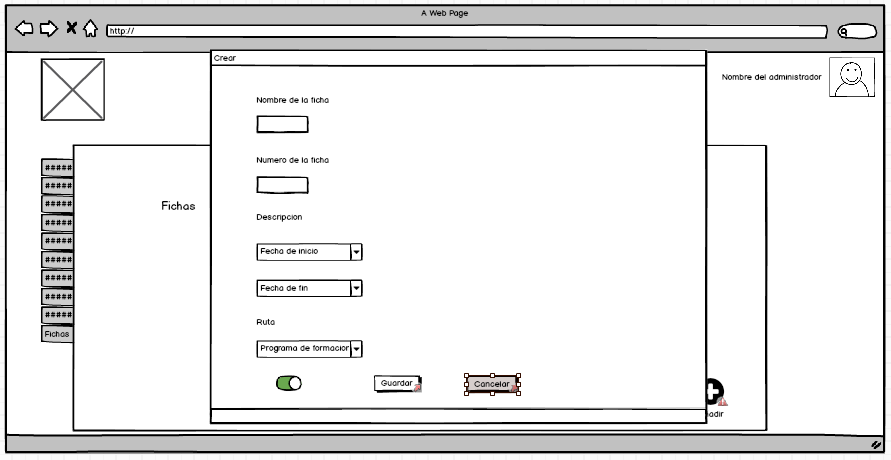 A Web Page
http://
Crear
Nombre del administrador
Nombre de la ficha
Numero de la ficha
#####
#####
#####
#####
#####
#####
#####
#####
#####
Fichas
Fichas
Descripcion
Fecha de inicio
Fecha de fin
Ruta
Programa de formacion
Guardar
Cancelar
adir